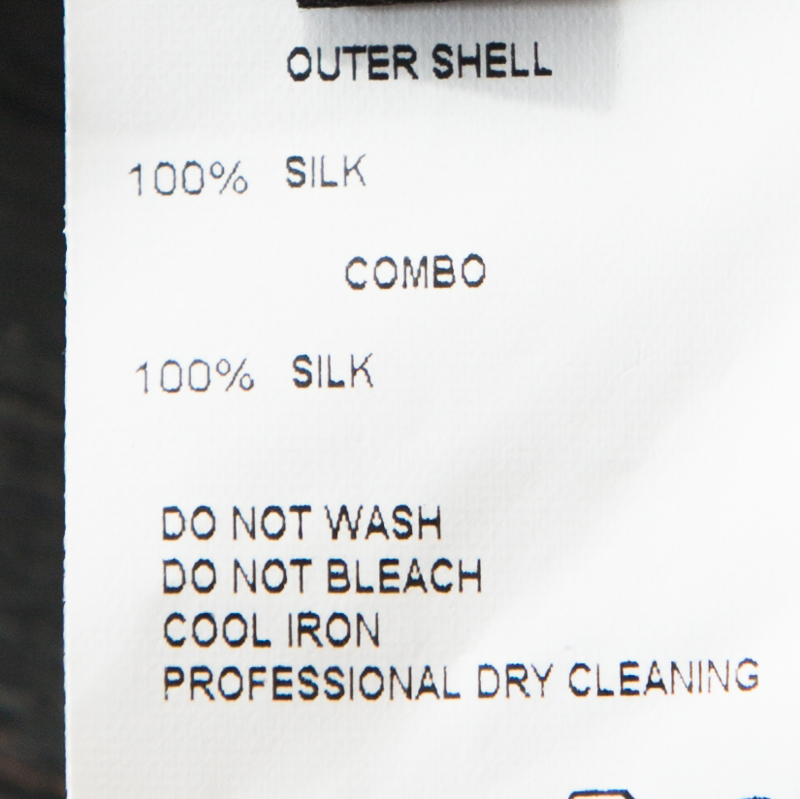 OUTER SHELL
100% SILK
COMBO
100% SILK
DO NOT WASH
DO NOT BLEACH
COOL IRON
PROFESSIONAL DRY CLEANING